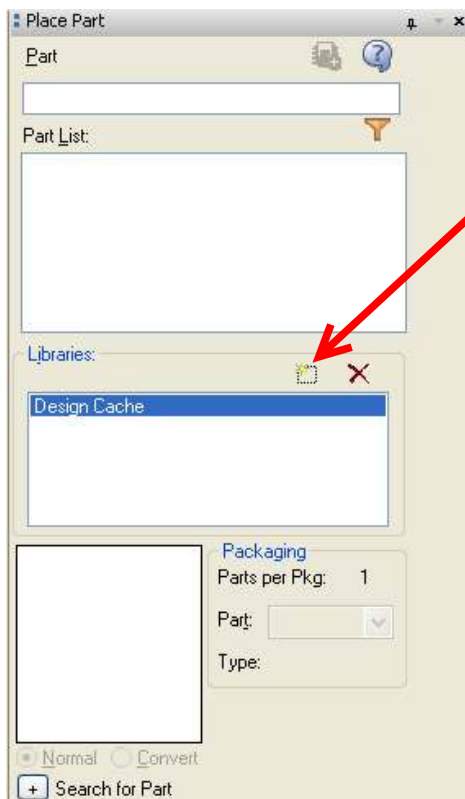 Place Part
Part
Part List:
Libraries:
Design Cache
Packaging
Parts per Pkg: 1
Part:
Type:
Normal Convert
+ Search for Part